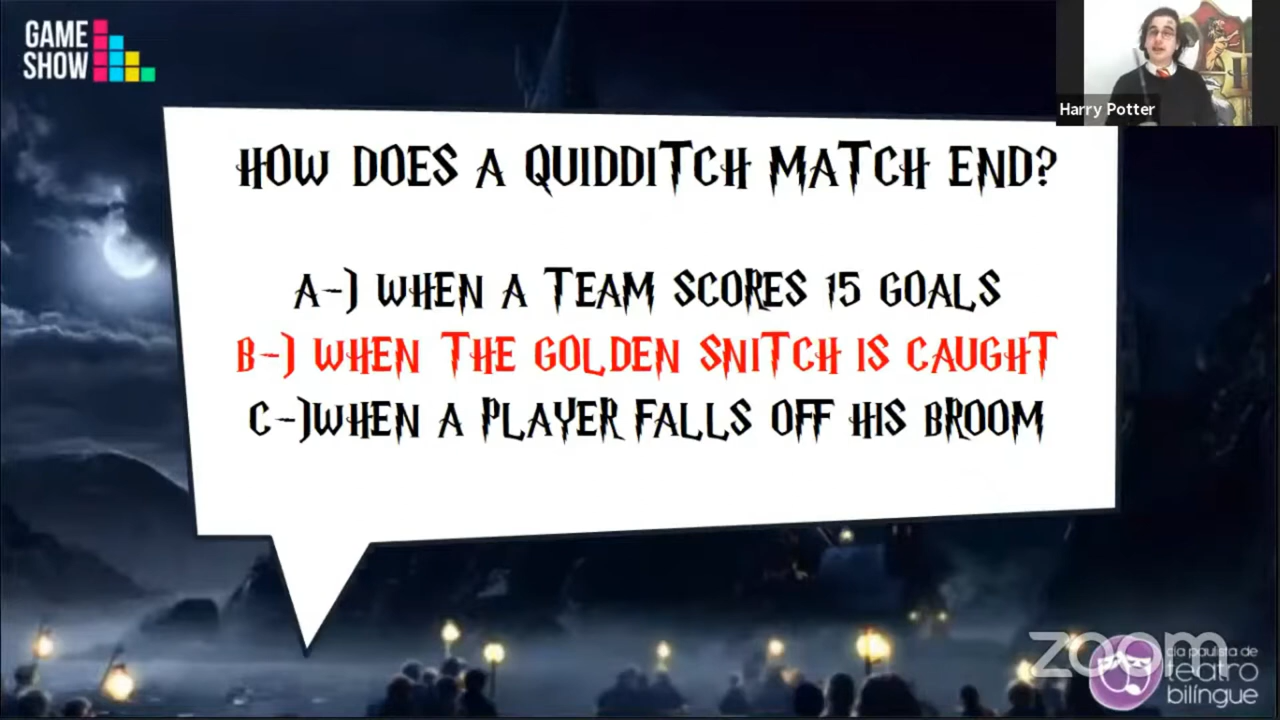 GAME
SHOW
Harry Potter
HOW DOES A QUIDDITCH MATCH END?
A-) WHEN A TEAM SCORES 15 GOALS
B-) WHEN THE GOLDEN SNITCH IS CAUGHT
C-)WHEN A PLAYER FALLS OFF HIS BROOM
zoom
cia paulista de
teatro
bilíngue